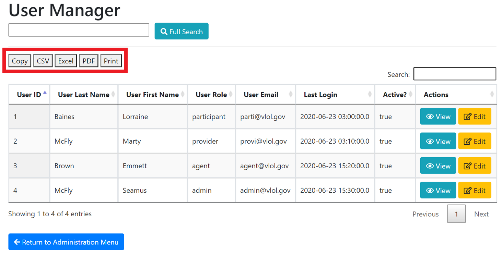 User Manager
Full Search
Copy CSV Excel PDF Print
Search:
User ID User Last Name User First Name User Role User Email Last Login Active? Actions
1 Baines Lorraine participant parti@vlol.gov 2020-06-23 03:00:00.0 true View Edit
2 McFly Marty provider provi@vlol.gov 2020-06-23 03:10:00.0 true View Edit
3 Brown Emmett agent agent@vlol.gov 2020-06-23 15:20:00.0 true View Edit
4 McFly Seamus admin admin@vlol.gov 2020-06-23 15:30:00.0 true View Edit
Showing 1 to 4 of 4 entries Previous 1 Next
Return to Administration Menu